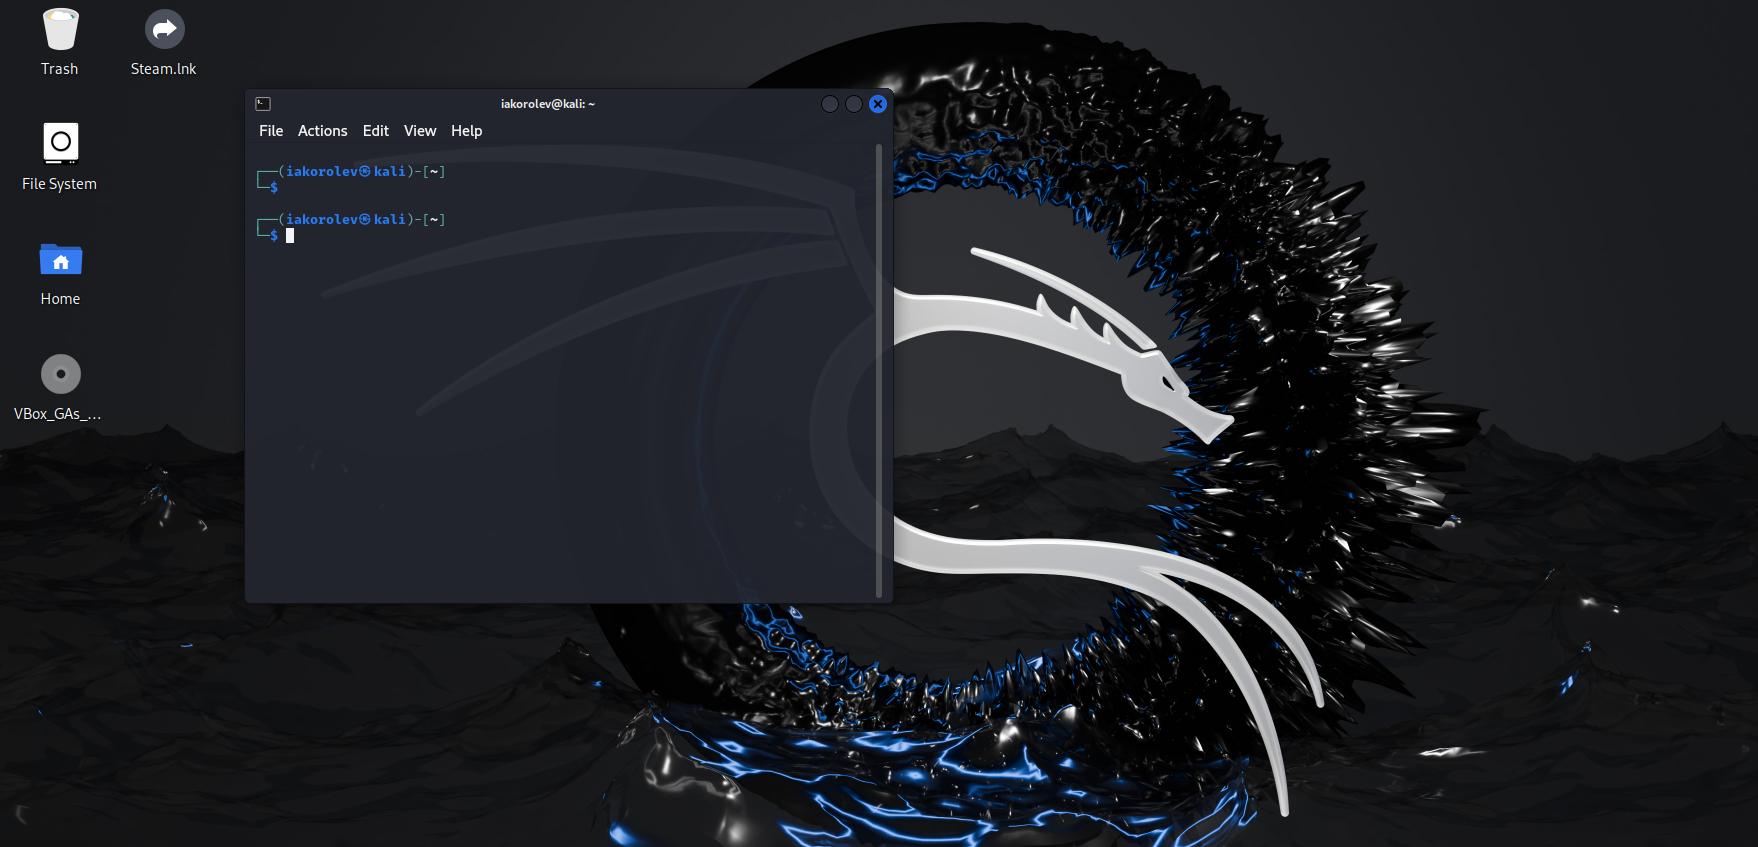 Trash
Steam.lnk
File System
Home
VBox_GAs_...
iakorolev@kali: ~
File Actions Edit View Help
┌──(iakorolev㉿kali)-[~]
└─$
┌──(iakorolev㉿kali)-[~]
└─$